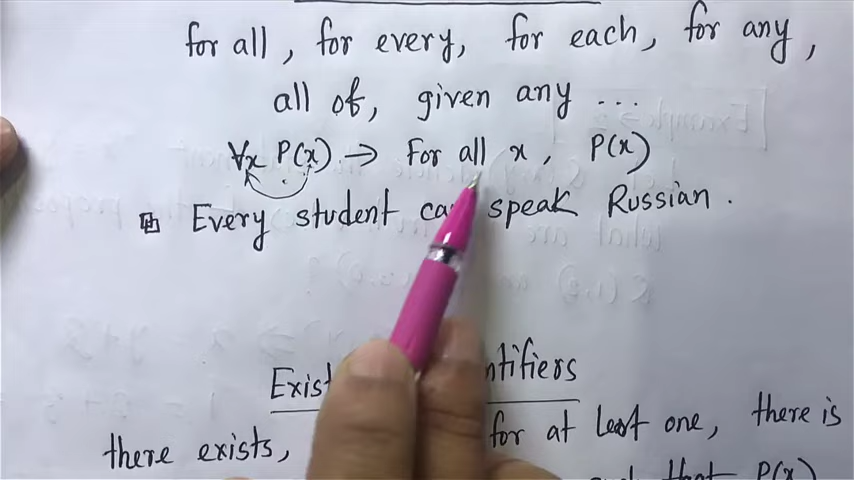 for all, for every, for each, for any,
all of, given any ...
∀x P(x) → For all x, P(x)
Every student speak Russian.
there exists, for at least one, there is
that P(x)